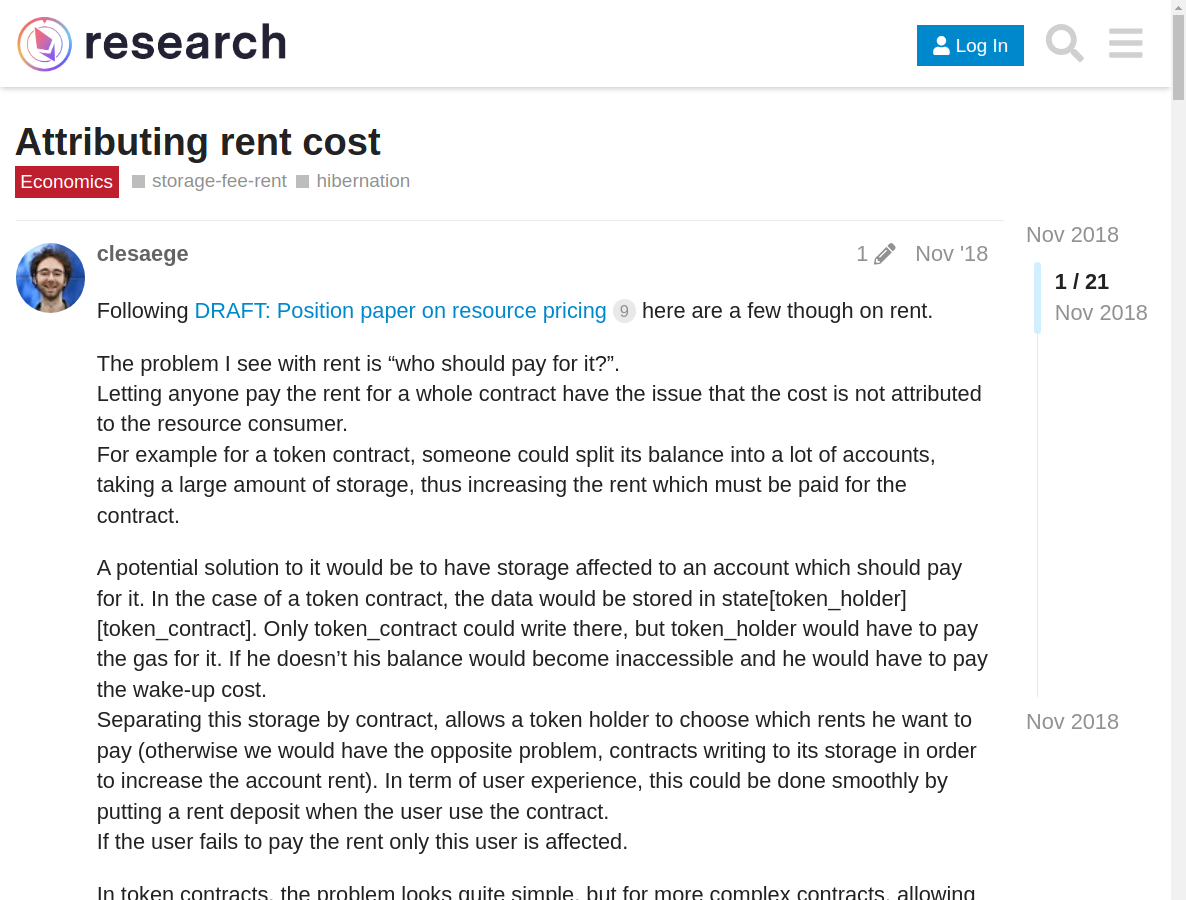 research
Log In
Attributing rent cost
Economics storage-fee-rent hibernation
clesaege 1 Nov '18
Following DRAFT: Position paper on resource pricing 9 here are a few though on rent.
The problem I see with rent is “who should pay for it?”.
Letting anyone pay the rent for a whole contract have the issue that the cost is not attributed
to the resource consumer.
For example for a token contract, someone could split its balance into a lot of accounts,
taking a large amount of storage, thus increasing the rent which must be paid for the
contract.
A potential solution to it would be to have storage affected to an account which should pay
for it. In the case of a token contract, the data would be stored in state[token_holder]
[token_contract]. Only token_contract could write there, but token_holder would have to pay
the gas for it. If he doesn’t his balance would become inaccessible and he would have to pay
the wake-up cost.
Separating this storage by contract, allows a token holder to choose which rents he want to
pay (otherwise we would have the opposite problem, contracts writing to its storage in order
to increase the account rent). In term of user experience, this could be done smoothly by
putting a rent deposit when the user use the contract.
If the user fails to pay the rent only this user is affected.
In token contracts, the problem looks quite simple, but for more complex contracts, allowing
Nov 2018
1 / 21
Nov 2018
Nov 2018